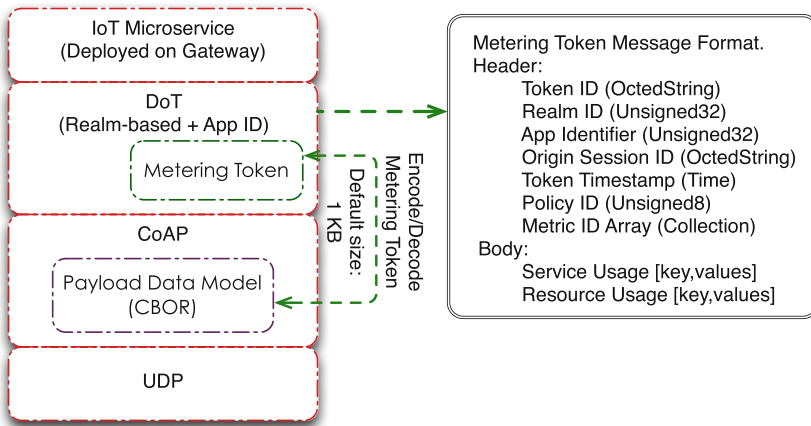 IoT Microservice
(Deployed on Gateway)
DoT
(Realm-based + App ID)
Metering Token
CoAP
Payload Data Model
(CBOR)
UDP
Encode/Decode
Metering Token
Default size:
1 KB
Metering Token Message Format.
Header:
Token ID (OctedString)
Realm ID (Unsigned32)
App Identifier (Unsigned32)
Origin Session ID (OctedString)
Token Timestamp (Time)
Policy ID (Unsigned8)
Metric ID Array (Collection)
Body:
Service Usage [key,values]
Resource Usage [key,values]